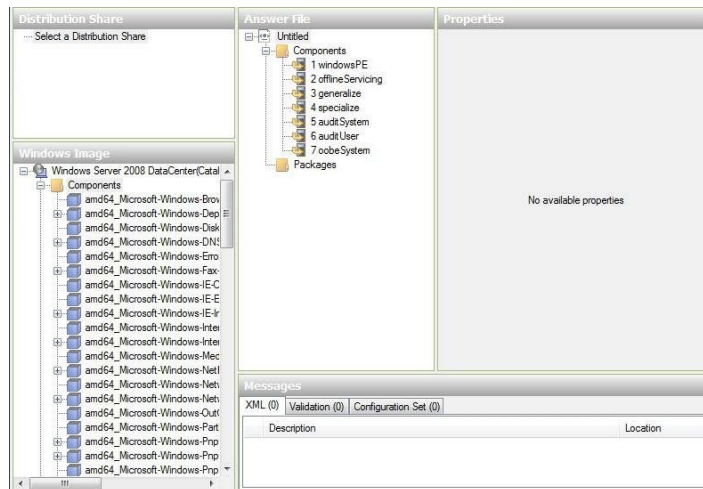 Distribution Share
Select a Distribution Share
Windows Image
Windows Server 2008 DataCenter(Catal
Components
amd64_Microsoft-Windows-Brow
amd64_Microsoft-Windows-Dep
amd64_Microsoft-Windows-Disk
amd64_Microsoft-Windows-DNS
amd64_Microsoft-Windows-Erro
amd64_Microsoft-Windows-Fax-
amd64_Microsoft-Windows-IE-C
amd64_Microsoft-Windows-IE-E
amd64_Microsoft-Windows-IE-Ir
amd64_Microsoft-Windows-Inter
amd64_Microsoft-Windows-Inter
amd64_Microsoft-Windows-Med
amd64_Microsoft-Windows-NetI
amd64_Microsoft-Windows-Netw
amd64_Microsoft-Windows-Netw
amd64_Microsoft-Windows-OutO
amd64_Microsoft-Windows-Part
amd64_Microsoft-Windows-Pnp
amd64_Microsoft-Windows-Pnp
amd64_Microsoft-Windows-Pnp
Answer File
Untitled
Components
1 windowsPE
2 offlineServicing
3 generalize
4 specialize
5 auditSystem
6 auditUser
7 oobeSystem
Packages
Properties
No available properties
Messages
XML (0) Validation (0) Configuration Set (0)
Description Location